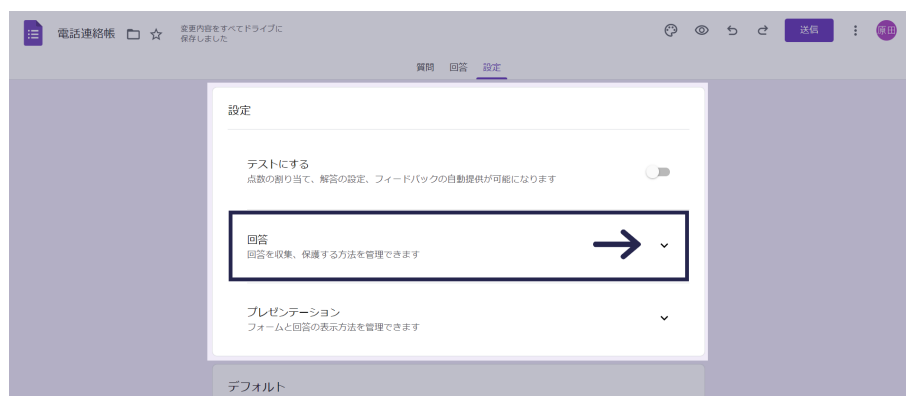 電話連絡帳
変更内容をすべてドライブに
保存しました
送信
原田
質問 回答 設定
設定
テストにする
点数の割り当て、解答の設定、フィードバックの自動提供が可能になります
回答
回答を収集、保護する方法を管理できます
プレゼンテーション
フォームと回答の表示方法を管理できます
デフォルト